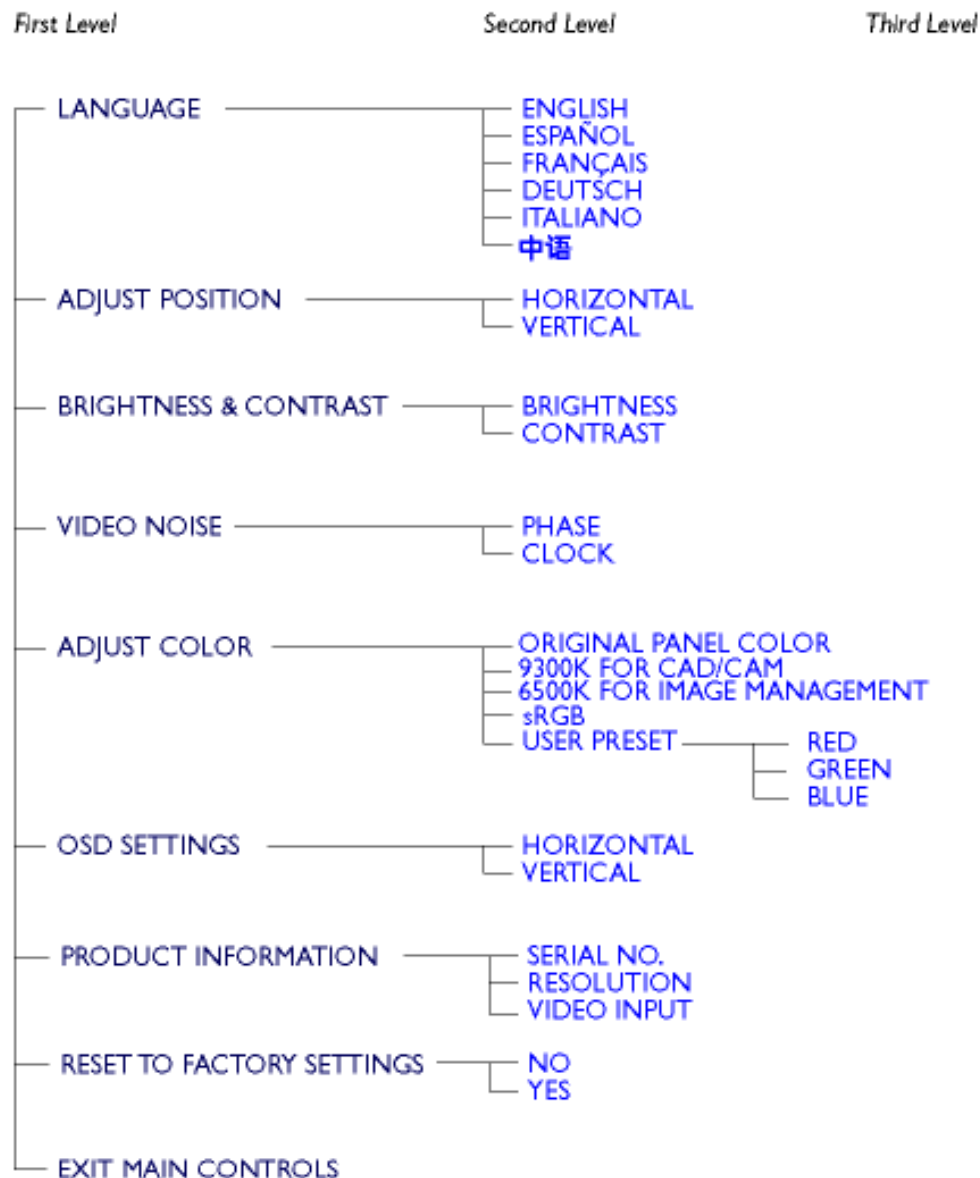 First Level Second Level Third Level
LANGUAGE ENGLISH
ESPAÑOL
FRANÇAIS
DEUTSCH
ITALIANO
中语
ADJUST POSITION HORIZONTAL
VERTICAL
BRIGHTNESS & CONTRAST BRIGHTNESS
CONTRAST
VIDEO NOISE PHASE
CLOCK
ADJUST COLOR ORIGINAL PANEL COLOR
9300K FOR CAD/CAM
6500K FOR IMAGE MANAGEMENT
sRGB
USER PRESET RED
GREEN
BLUE
OSD SETTINGS HORIZONTAL
VERTICAL
PRODUCT INFORMATION SERIAL NO.
RESOLUTION
VIDEO INPUT
RESET TO FACTORY SETTINGS NO
YES
EXIT MAIN CONTROLS